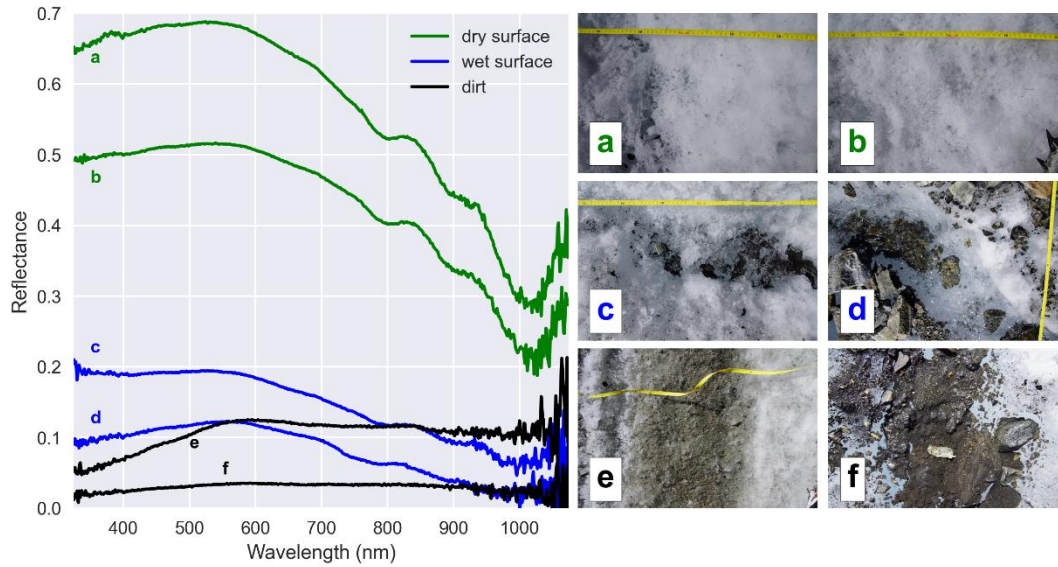 0.7
0.6
0.5
0.4
0.3
0.2
0.1
0.0
Reflectance
400 500 600 700 800 900 1000
Wavelength (nm)
dry surface
wet surface
dirt
a
b
c
d
e
f
a
b
c
d
e
f